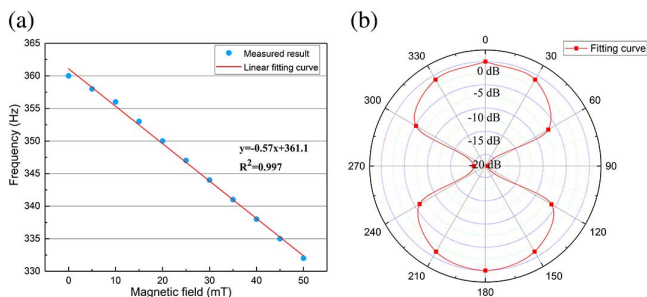 (a)
365
360
355
350
345
340
335
330
0
10
20
30
40
50
Magnetic field (mT)
Frequency (Hz)
Measured result
Linear fitting curve
y=-0.57x+361.1
R²=0.997
(b)
Fitting curve
0
30
60
90
120
150
180
210
240
270
300
330
0 dB
-5 dB
-10 dB
-15 dB
-20 dB